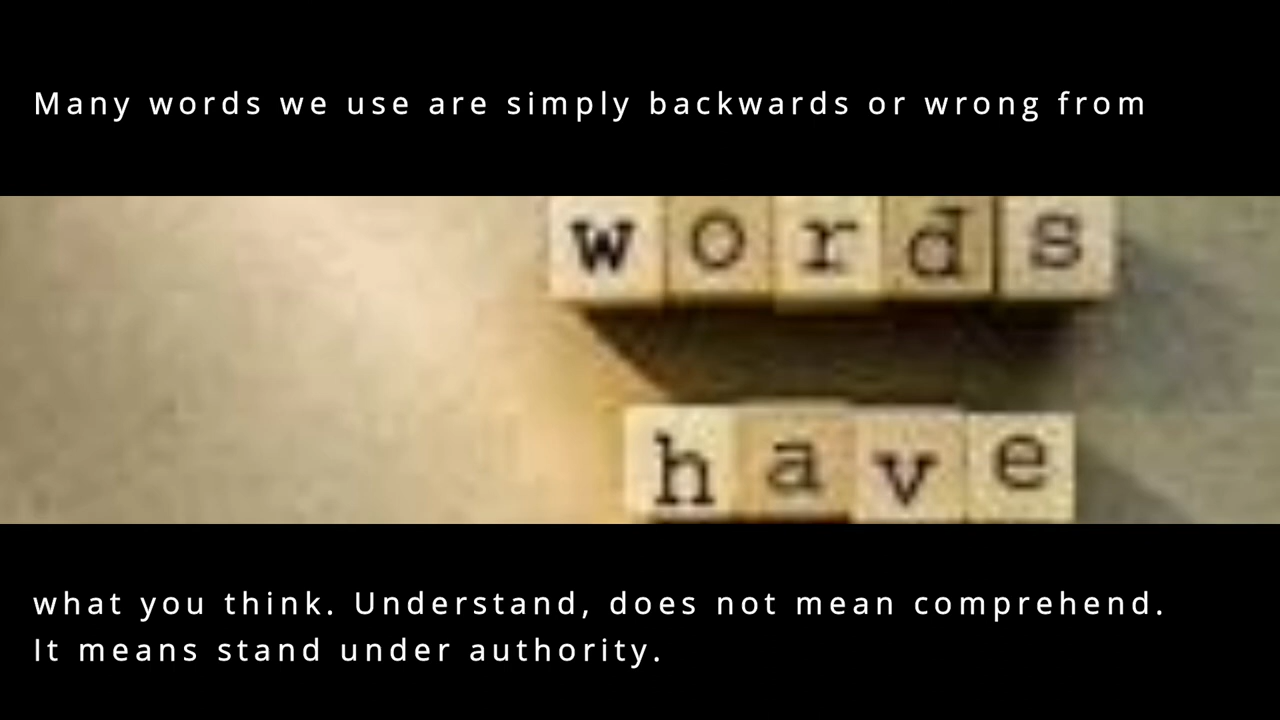 Many words we use are simply backwards or wrong from
words
have
what you think. Understand, does not mean comprehend.
It means stand under authority.